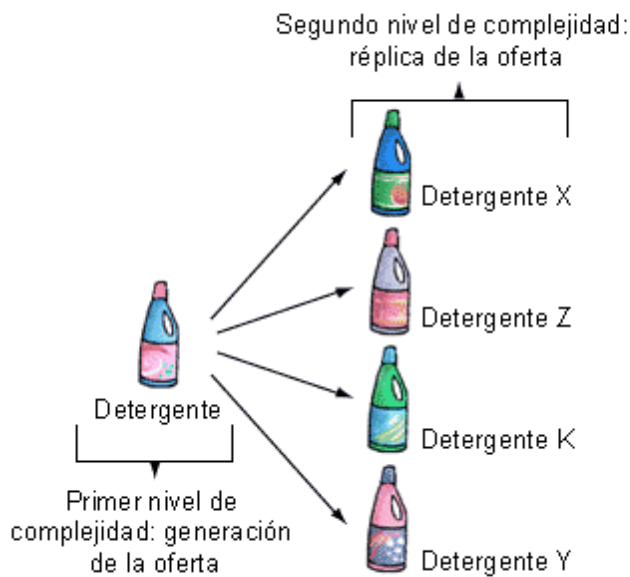 Segundo nivel de complejidad:
réplica de la oferta
Detergente X
Detergente Z
Detergente
Detergente K
Primer nivel de
complejidad: generación
de la oferta
Detergente Y